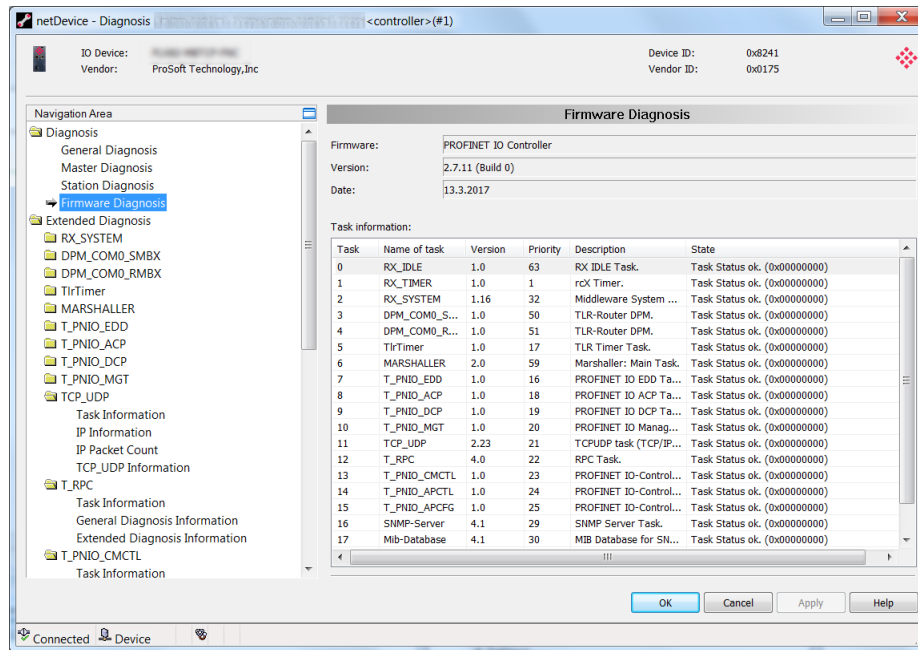 netDevice - Diagnosis <controller>(#1)
IO Device: Device ID: 0x8241
Vendor: ProSoft Technology,Inc Vendor ID: 0x0175
Navigation Area
Diagnosis
General Diagnosis
Master Diagnosis
Station Diagnosis
Firmware Diagnosis
Extended Diagnosis
RX_SYSTEM
DPM_COM0_SMBX
DPM_COM0_RMBX
TlrTimer
MARSHALLER
T_PNIO_EDD
T_PNIO_ACP
T_PNIO_DCP
T_PNIO_MGT
TCP_UDP
Task Information
IP Information
IP Packet Count
TCP_UDP Information
T_RPC
Task Information
General Diagnosis Information
Extended Diagnosis Information
T_PNIO_CMCTL
Task Information
Firmware Diagnosis
Firmware: PROFINET IO Controller
Version: 2.7.11 (Build 0)
Date: 13.3.2017
Task information:
Task Name of task Version Priority Description State
0 RX_IDLE 1.0 63 RX IDLE Task. Task Status ok. (0x00000000)
1 RX_TIMER 1.0 1 rcX Timer. Task Status ok. (0x00000000)
2 RX_SYSTEM 1.16 32 Middleware System ... Task Status ok. (0x00000000)
3 DPM_COM0_S... 1.0 50 TLR-Router DPM. Task Status ok. (0x00000000)
4 DPM_COM0_R... 1.0 51 TLR-Router DPM. Task Status ok. (0x00000000)
5 TlrTimer 1.0 17 TLR Timer Task. Task Status ok. (0x00000000)
6 MARSHALLER 2.0 59 Marshaller: Main Task. Task Status ok. (0x00000000)
7 T_PNIO_EDD 1.0 16 PROFINET IO EDD Ta... Task Status ok. (0x00000000)
8 T_PNIO_ACP 1.0 18 PROFINET IO ACP Ta... Task Status ok. (0x00000000)
9 T_PNIO_DCP 1.0 19 PROFINET IO DCP Ta... Task Status ok. (0x00000000)
10 T_PNIO_MGT 1.0 20 PROFINET IO Manag... Task Status ok. (0x00000000)
11 TCP_UDP 2.23 21 TCPUDP task (TCP/IP... Task Status ok. (0x00000000)
12 T_RPC 4.0 22 RPC Task. Task Status ok. (0x00000000)
13 T_PNIO_CMCTL 1.0 23 PROFINET IO-Control... Task Status ok. (0x00000000)
14 T_PNIO_APCTL 1.0 24 PROFINET IO-Control... Task Status ok. (0x00000000)
15 T_PNIO_APCFG 1.0 25 PROFINET IO-Control... Task Status ok. (0x00000000)
16 SNMP-Server 4.1 29 SNMP Server Task. Task Status ok. (0x00000000)
17 Mib-Database 4.1 30 MIB Database for SN... Task Status ok. (0x00000000)
OK Cancel Apply Help
Connected Device